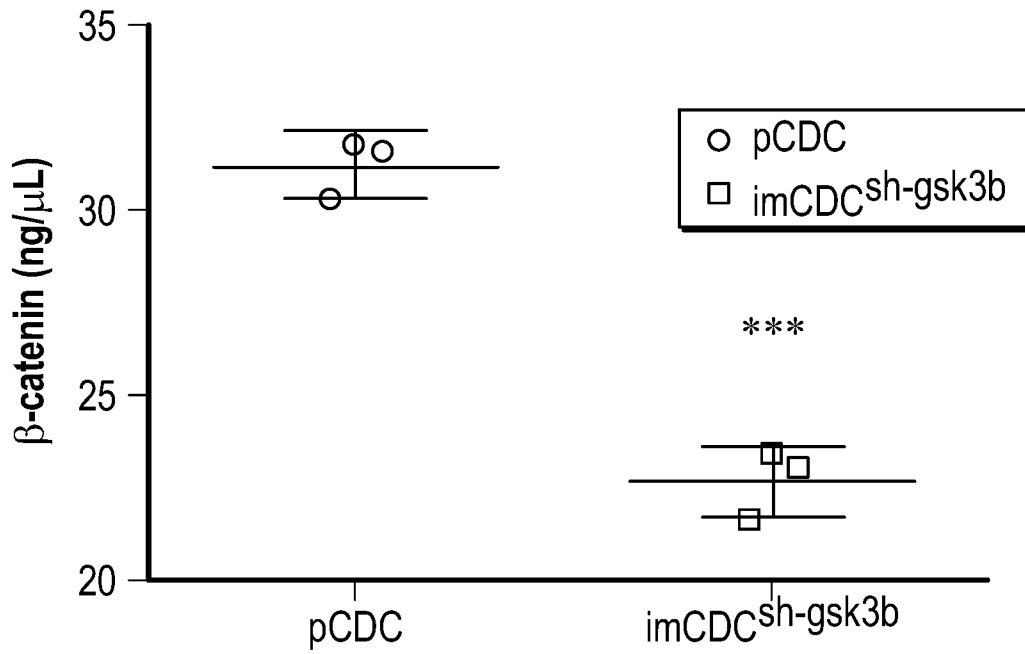 β-catenin (ng/μL)
35
30
25
20
pCDC
imCDCsh-gsk3b
***
pCDC
imCDCsh-gsk3b